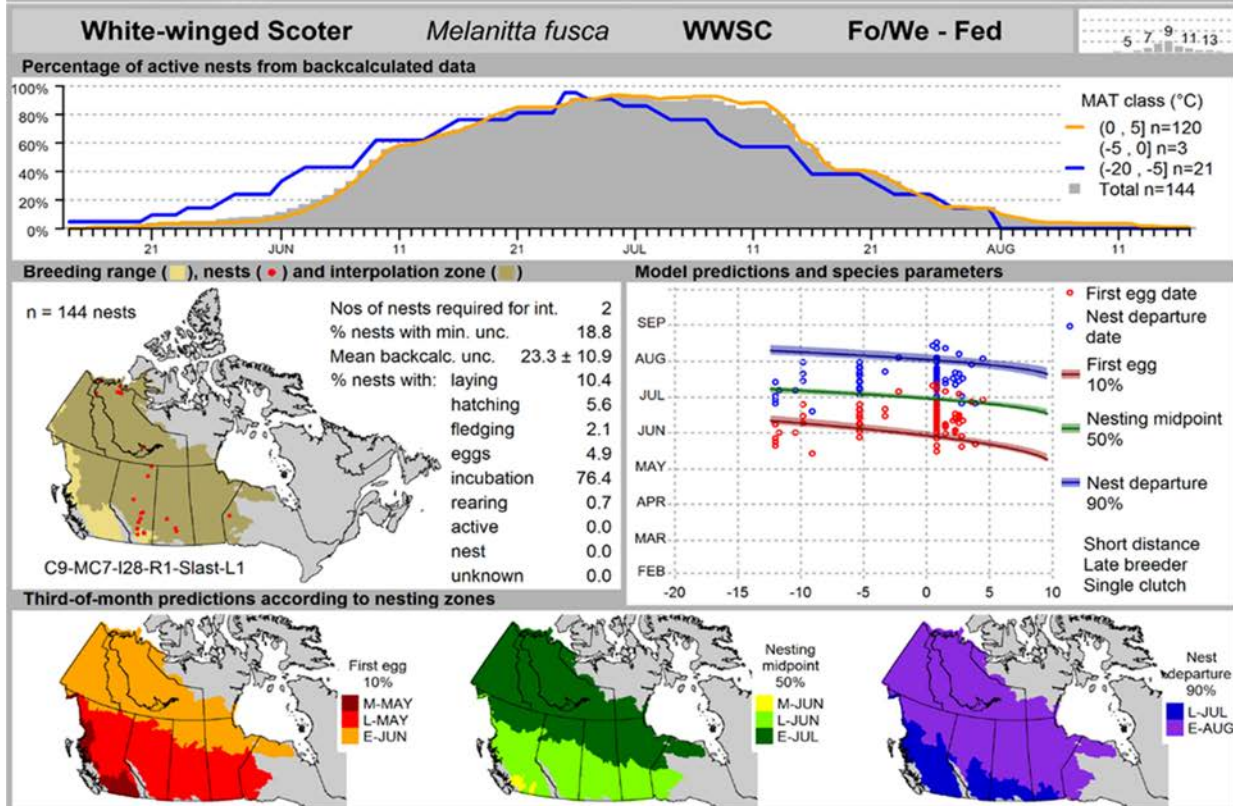 White-winged Scoter Melanitta fusca WWSC Fo/We - Fed
5 7 9 11 13
Percentage of active nests from backcalculated data
100%
80%
60%
40%
20%
0%
21 JUN 11 21 JUL 11 21 AUG 11
MAT class (°C)
(0 , 5] n=120
(-5 , 0] n=3
(-20 , -5] n=21
Total n=144
Breeding range ( ), nests ( ) and interpolation zone ( )
n = 144 nests
Nos of nests required for int. 2
% nests with min. unc. 18.8
Mean backcalc. unc. 23.3 ± 10.9
% nests with: laying 10.4
hatching 5.6
fledging 2.1
eggs 4.9
incubation 76.4
rearing 0.7
active 0.0
nest 0.0
unknown 0.0
C9-MC7-I28-R1-Slast-L1
Model predictions and species parameters
SEP
AUG
JUL
JUN
MAY
APR
MAR
FEB
-20 -15 -10 -5 0 5 10
First egg date
Nest departure
date
First egg
10%
Nesting midpoint
50%
Nest departure
90%
Short distance
Late breeder
Single clutch
Third-of-month predictions according to nesting zones
First egg
10%
M-MAY
L-MAY
E-JUN
Nesting
midpoint
50%
M-JUN
L-JUN
E-JUL
Nest
departure
90%
L-JUL
E-AUG